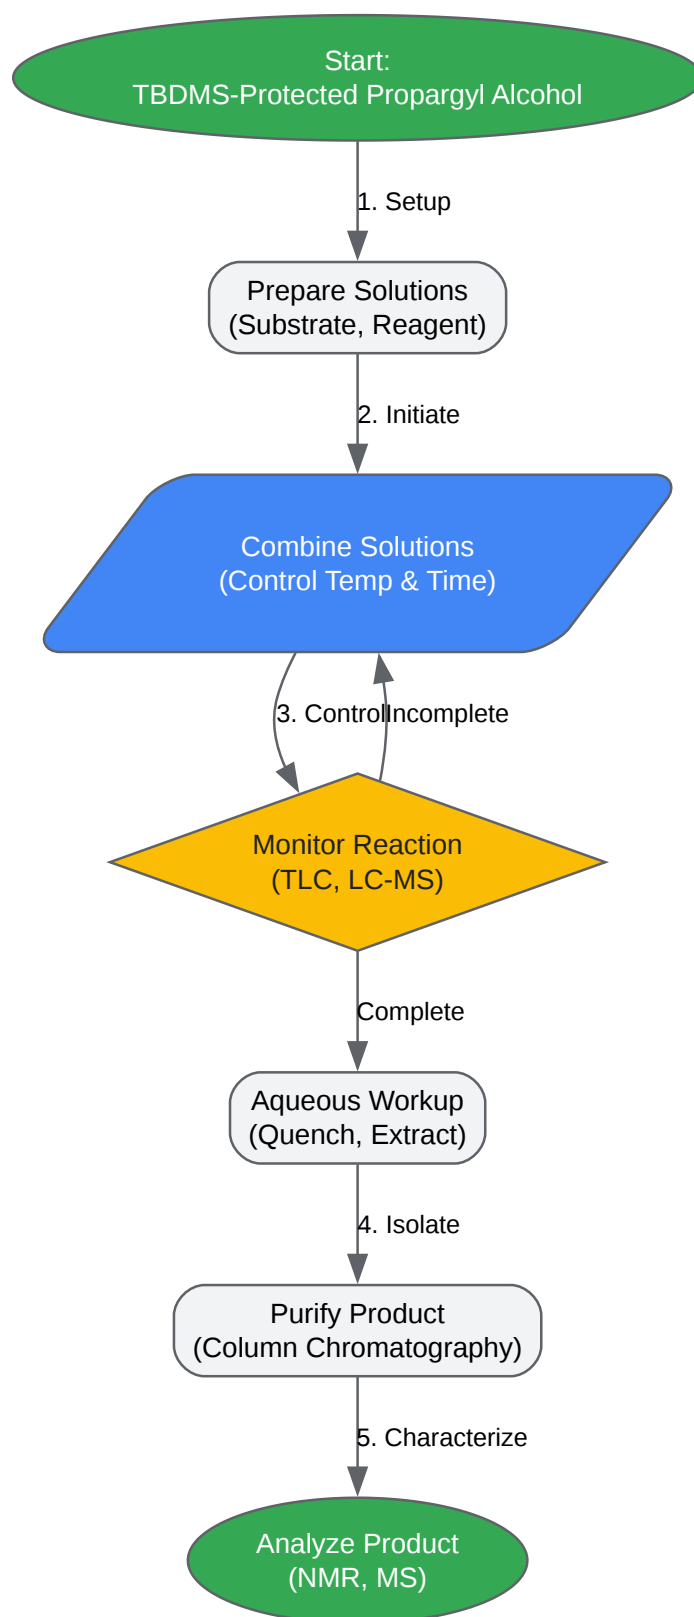 Start:
TBDMS-Protected Propargyl Alcohol
1. Setup
Prepare Solutions
(Substrate, Reagent)
2. Initiate
Combine Solutions
(Control Temp & Time)
3. Control
Incomplete
Monitor Reaction
(TLC, LC-MS)
Complete
Aqueous Workup
(Quench, Extract)
4. Isolate
Purify Product
(Column Chromatography)
5. Characterize
Analyze Product
(NMR, MS)